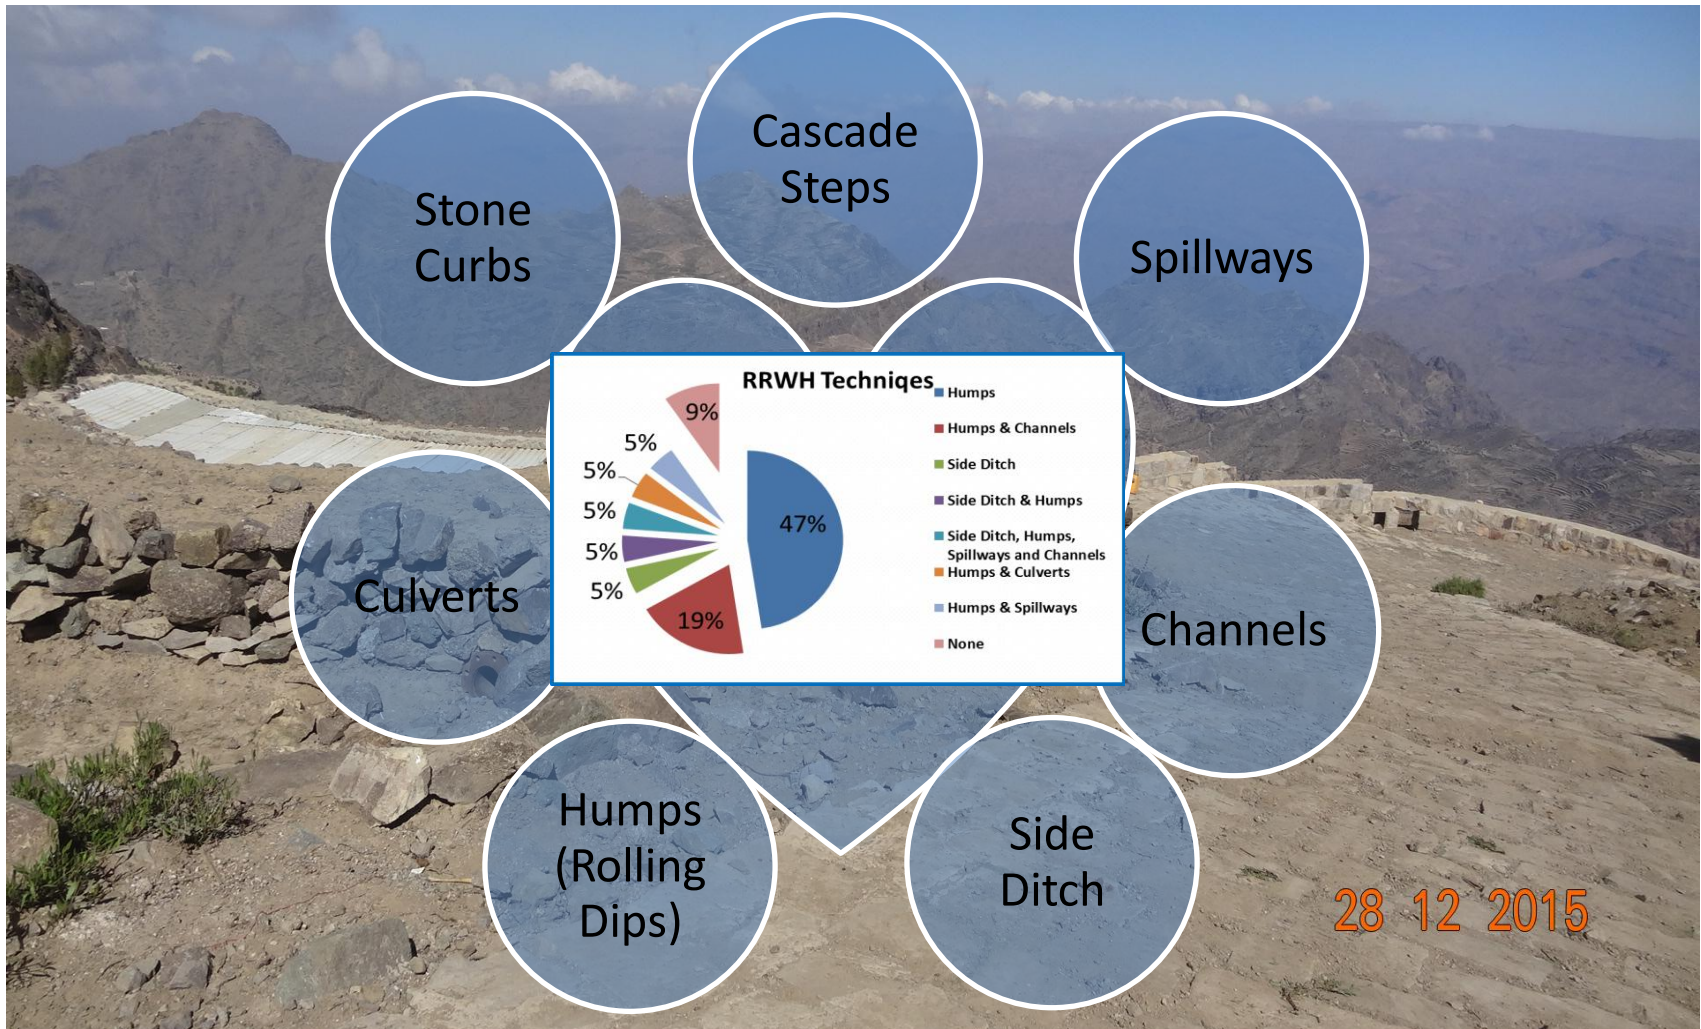 Cascade
Steps
Stone
Curbs
Spillways
RRWH Techniqes
9%
5%
5%
5%
5%
5%
47%
19%
Humps
Humps & Channels
Side Ditch
Side Ditch & Humps
Side Ditch, Humps,
Spillways and Channels
Humps & Culverts
Humps & Spillways
None
Culverts
Channels
Humps
(Rolling
Dips)
Side
Ditch
28 12 2015